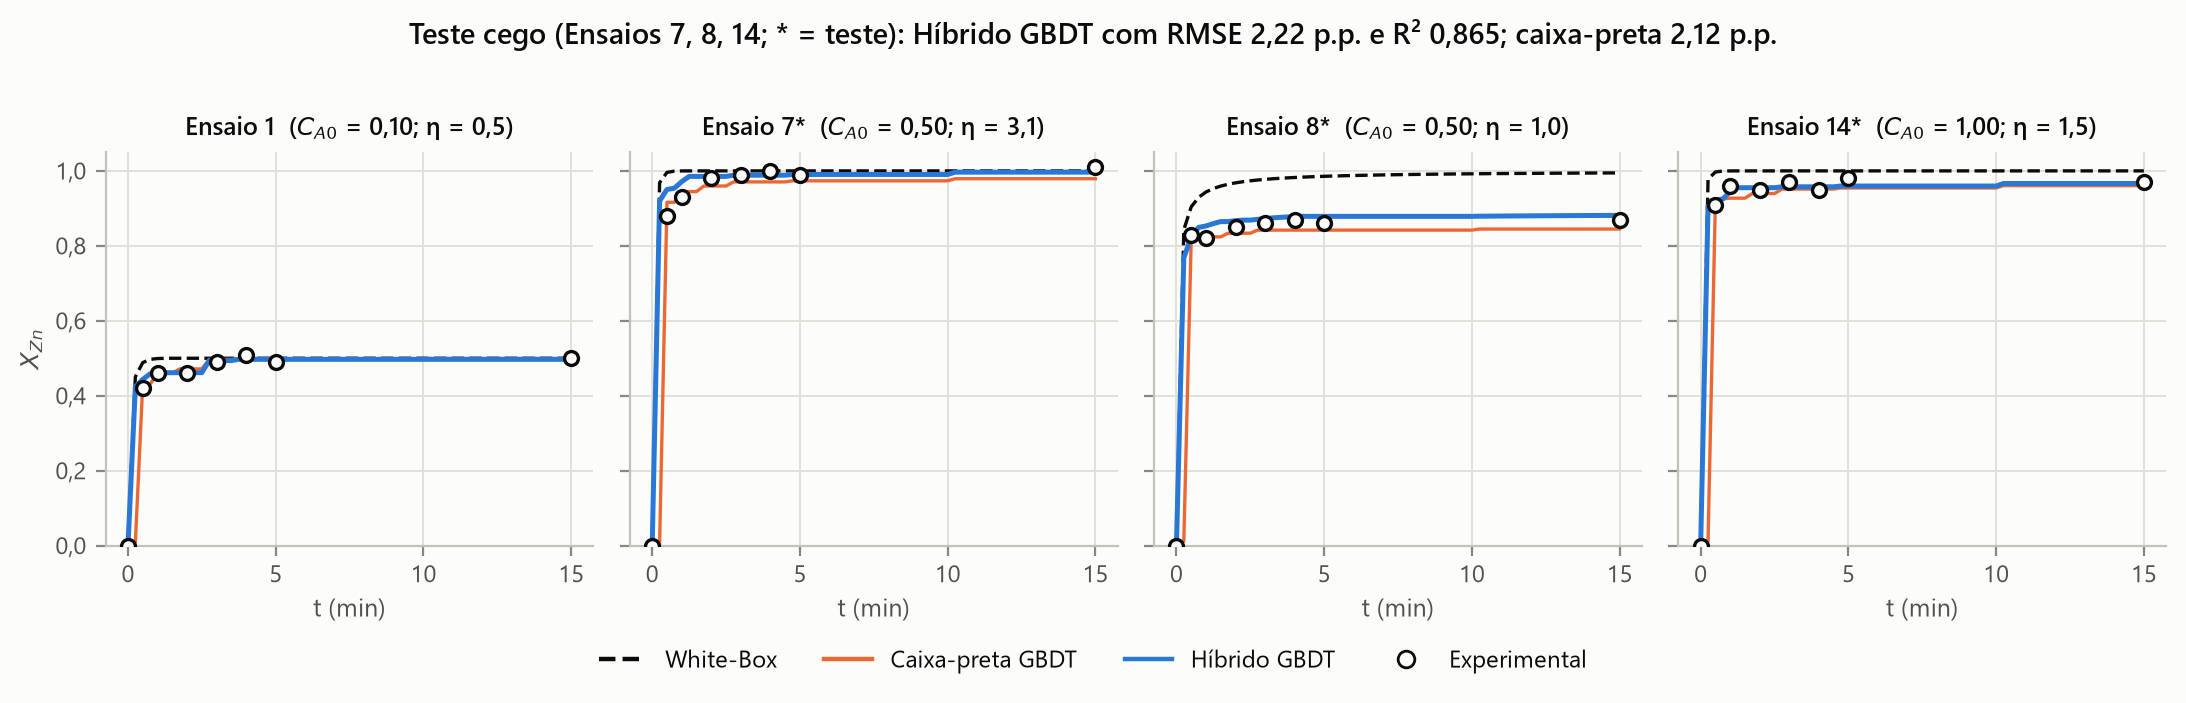 Teste cego (Ensaios 7, 8, 14; * = teste): Híbrido GBDT com RMSE 2,22 p.p. e R² 0,865; caixa-preta 2,12 p.p.
Ensaio 1 (C_A0 = 0,10; η = 0,5)
Ensaio 7* (C_A0 = 0,50; η = 3,1)
Ensaio 8* (C_A0 = 0,50; η = 1,0)
Ensaio 14* (C_A0 = 1,00; η = 1,5)
X_Zn
1,0
0,8
0,6
0,4
0,2
0,0
0 5 10 15
0 5 10 15
0 5 10 15
0 5 10 15
t (min)
t (min)
t (min)
t (min)
White-Box
Caixa-preta GBDT
Híbrido GBDT
Experimental